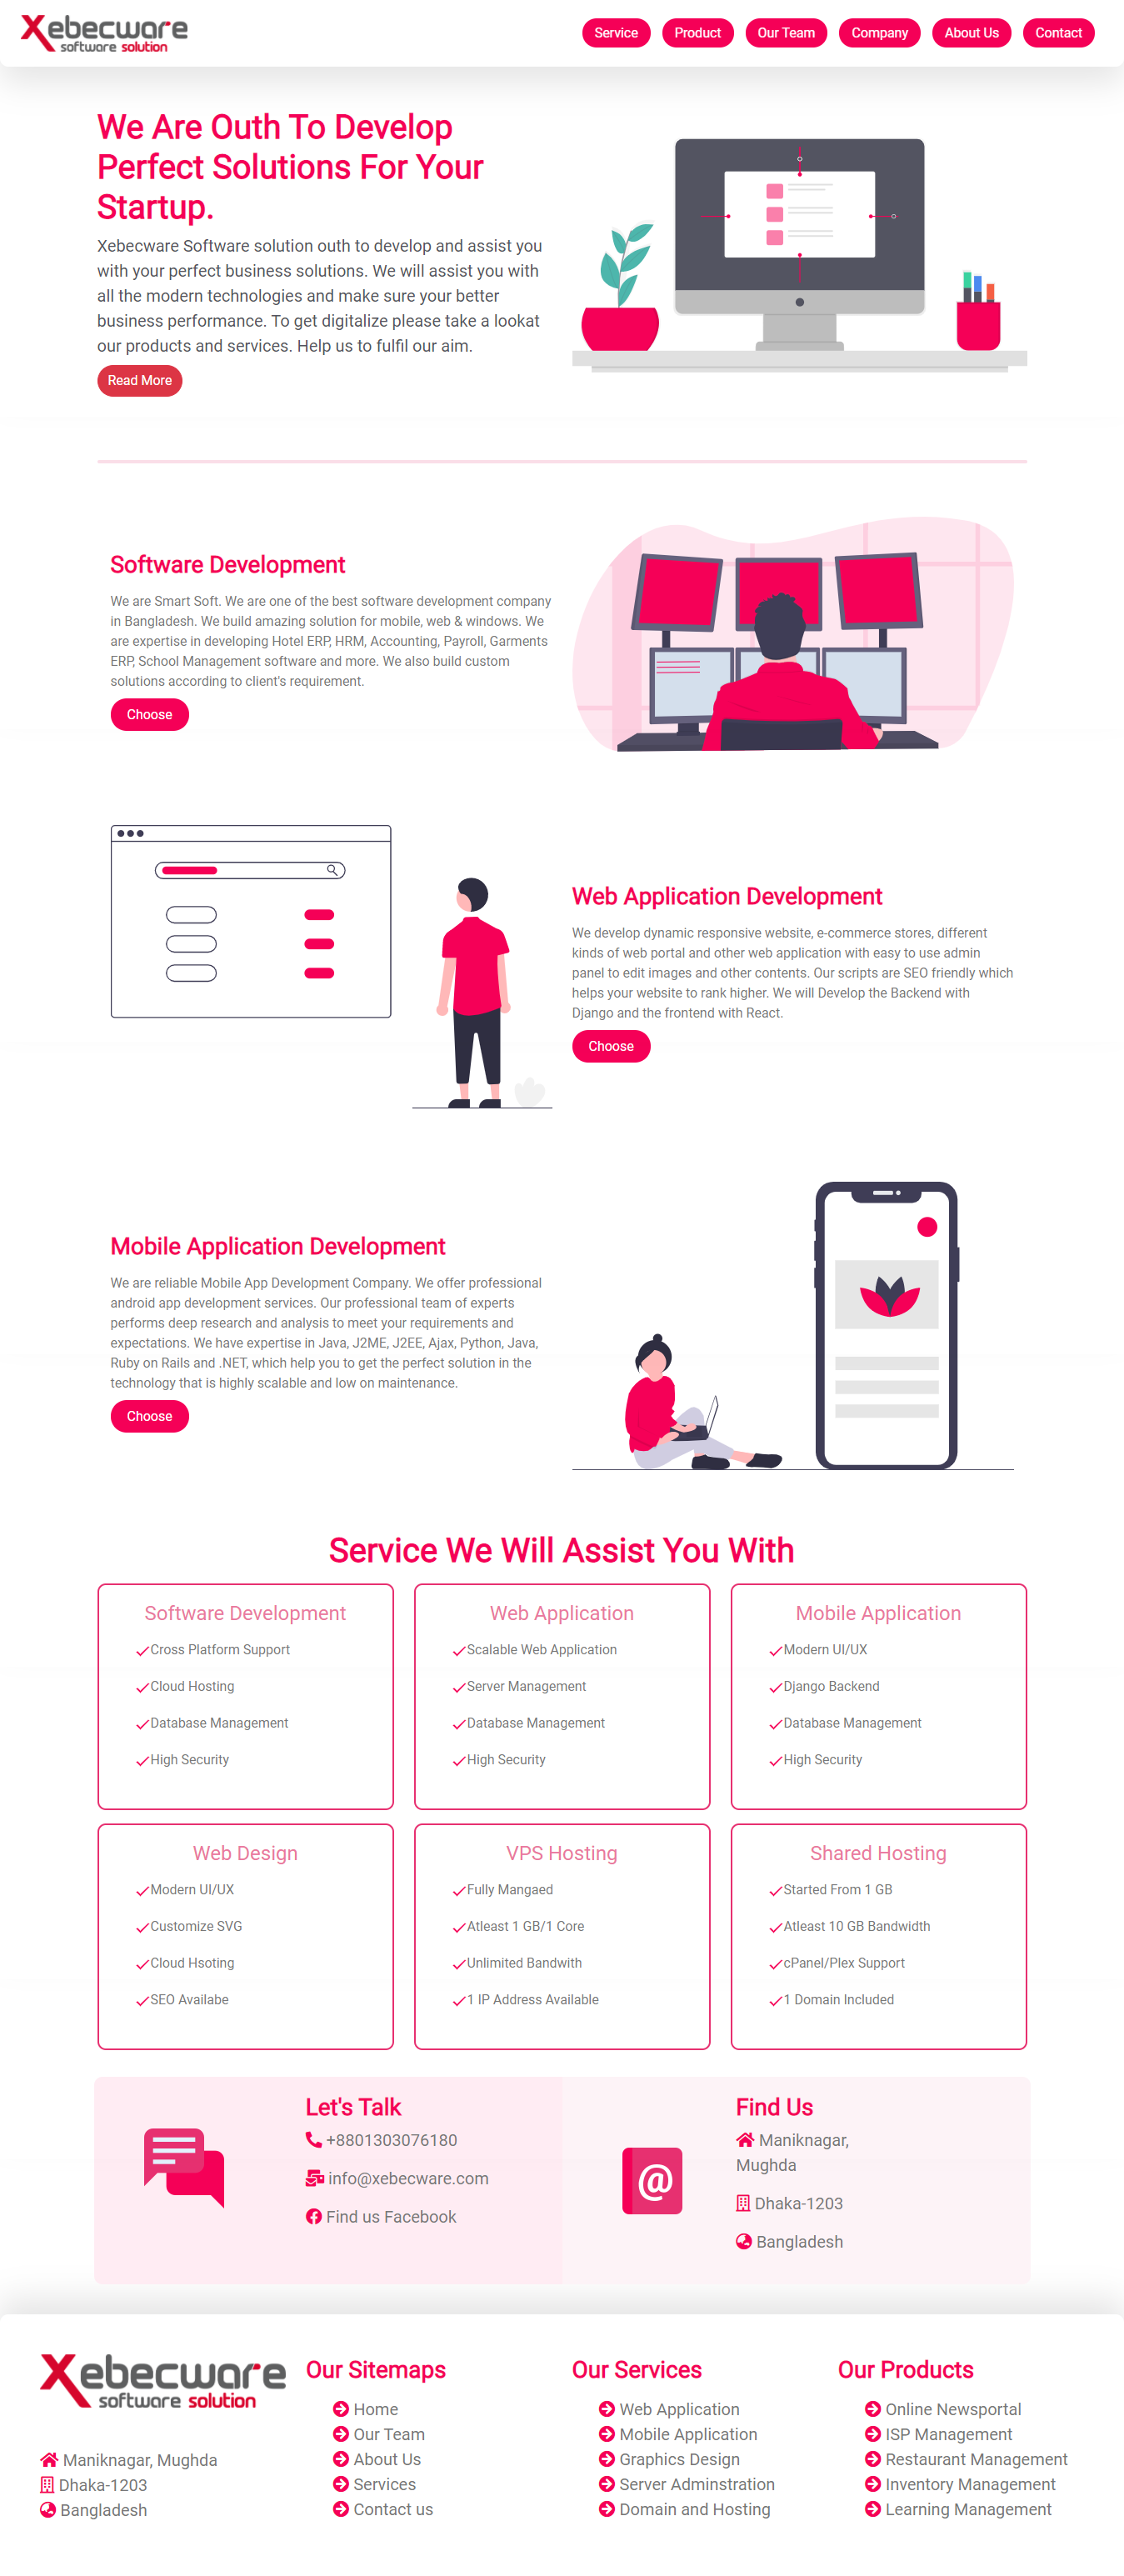 Xebecware
software solution
Service
Product
Our Team
Company
About Us
Contact
We Are Outh To Develop
Perfect Solutions For Your
Startup.
Xebecware Software solution outh to develop and assist you
with your perfect business solutions. We will assist you with
all the modern technologies and make sure your better
business performance. To get digitalize please take a lookat
our products and services. Help us to fulfil our aim.
Read More
Software Development
We are Smart Soft. We are one of the best software development company
in Bangladesh. We build amazing solution for mobile, web & windows. We
are expertise in developing Hotel ERP, HRM, Accounting, Payroll, Garments
ERP, School Management software and more. We also build custom
solutions according to client's requirement.
Choose
Web Application Development
We develop dynamic responsive website, e-commerce stores, different
kinds of web portal and other web application with easy to use admin
panel to edit images and other contents. Our scripts are SEO friendly which
helps your website to rank higher. We will Develop the Backend with
Django and the frontend with React.
Choose
Mobile Application Development
We are reliable Mobile App Development Company. We offer professional
android app development services. Our professional team of experts
performs deep research and analysis to meet your requirements and
expectations. We have expertise in Java, J2ME, J2EE, Ajax, Python, Java,
Ruby on Rails and .NET, which help you to get the perfect solution in the
technology that is highly scalable and low on maintenance.
Choose
Service We Will Assist You With
Software Development
Cross Platform Support
Cloud Hosting
Database Management
High Security
Web Application
Scalable Web Application
Server Management
Database Management
High Security
Mobile Application
Modern UI/UX
Django Backend
Database Management
High Security
Web Design
Modern UI/UX
Customize SVG
Cloud Hsoting
SEO Availabe
VPS Hosting
Fully Mangaed
Atleast 1 GB/1 Core
Unlimited Bandwith
1 IP Address Available
Shared Hosting
Started From 1 GB
Atleast 10 GB Bandwidth
cPanel/Plex Support
1 Domain Included
Let's Talk
+8801303076180
info@xebecware.com
Find us Facebook
@
Find Us
Maniknagar,
Mughda
Dhaka-1203
Bangladesh
Xebecware
software solution
Maniknagar, Mughda
Dhaka-1203
Bangladesh
Our Sitemaps
Home
Our Team
About Us
Services
Contact us
Our Services
Web Application
Mobile Application
Graphics Design
Server Adminstration
Domain and Hosting
Our Products
Online Newsportal
ISP Management
Restaurant Management
Inventory Management
Learning Management